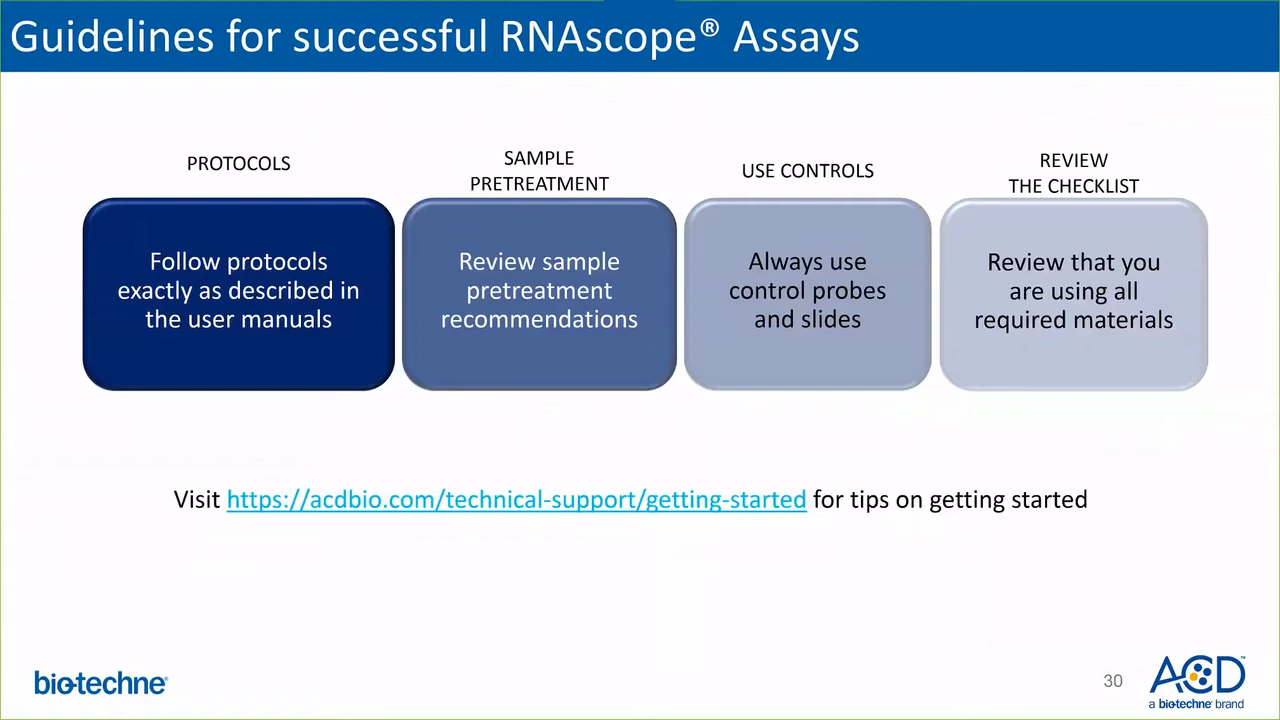 Guidelines for successful RNAscope® Assays
PROTOCOLS
Follow protocols
exactly as described in
the user manuals
SAMPLE
PRETREATMENT
Review sample
pretreatment
recommendations
USE CONTROLS
Always use
control probes
and slides
REVIEW
THE CHECKLIST
Review that you
are using all
required materials
Visit https://acdbio.com/technical-support/getting-started for tips on getting started
bio-techne®
30
ACD™
a biotechne® brand